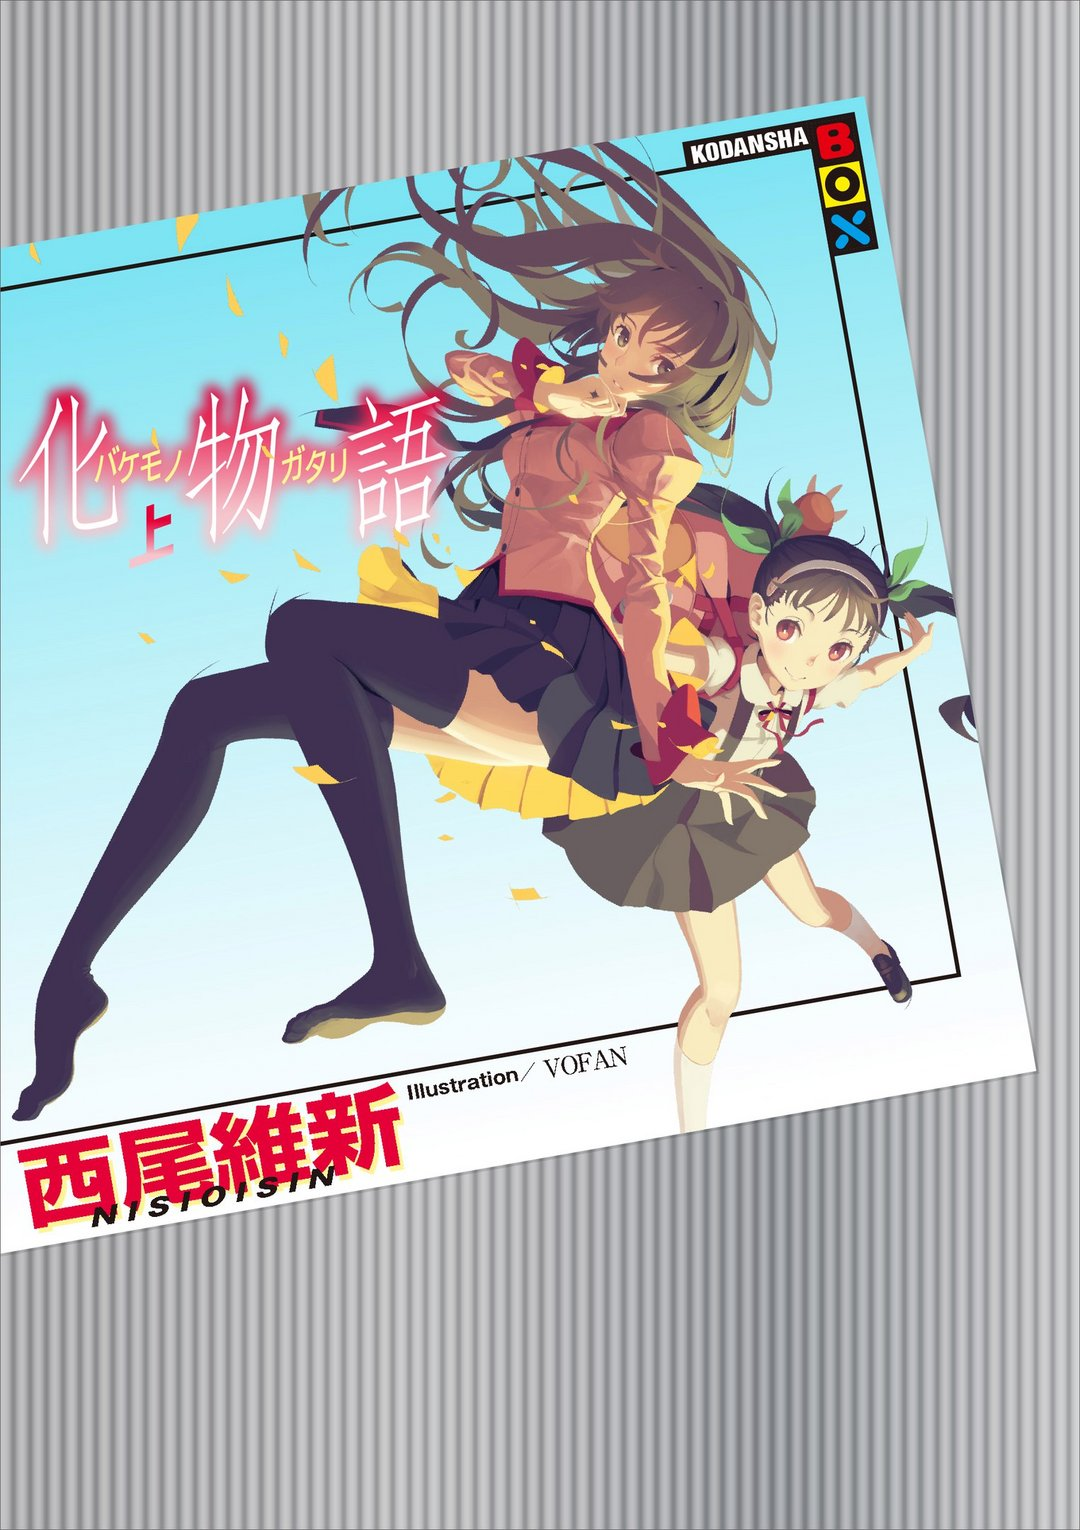 KODANSHA
BOX
化物語
バケモノガタリ
上
Illustration/VOFAN
西尾維新
NISIOISIN